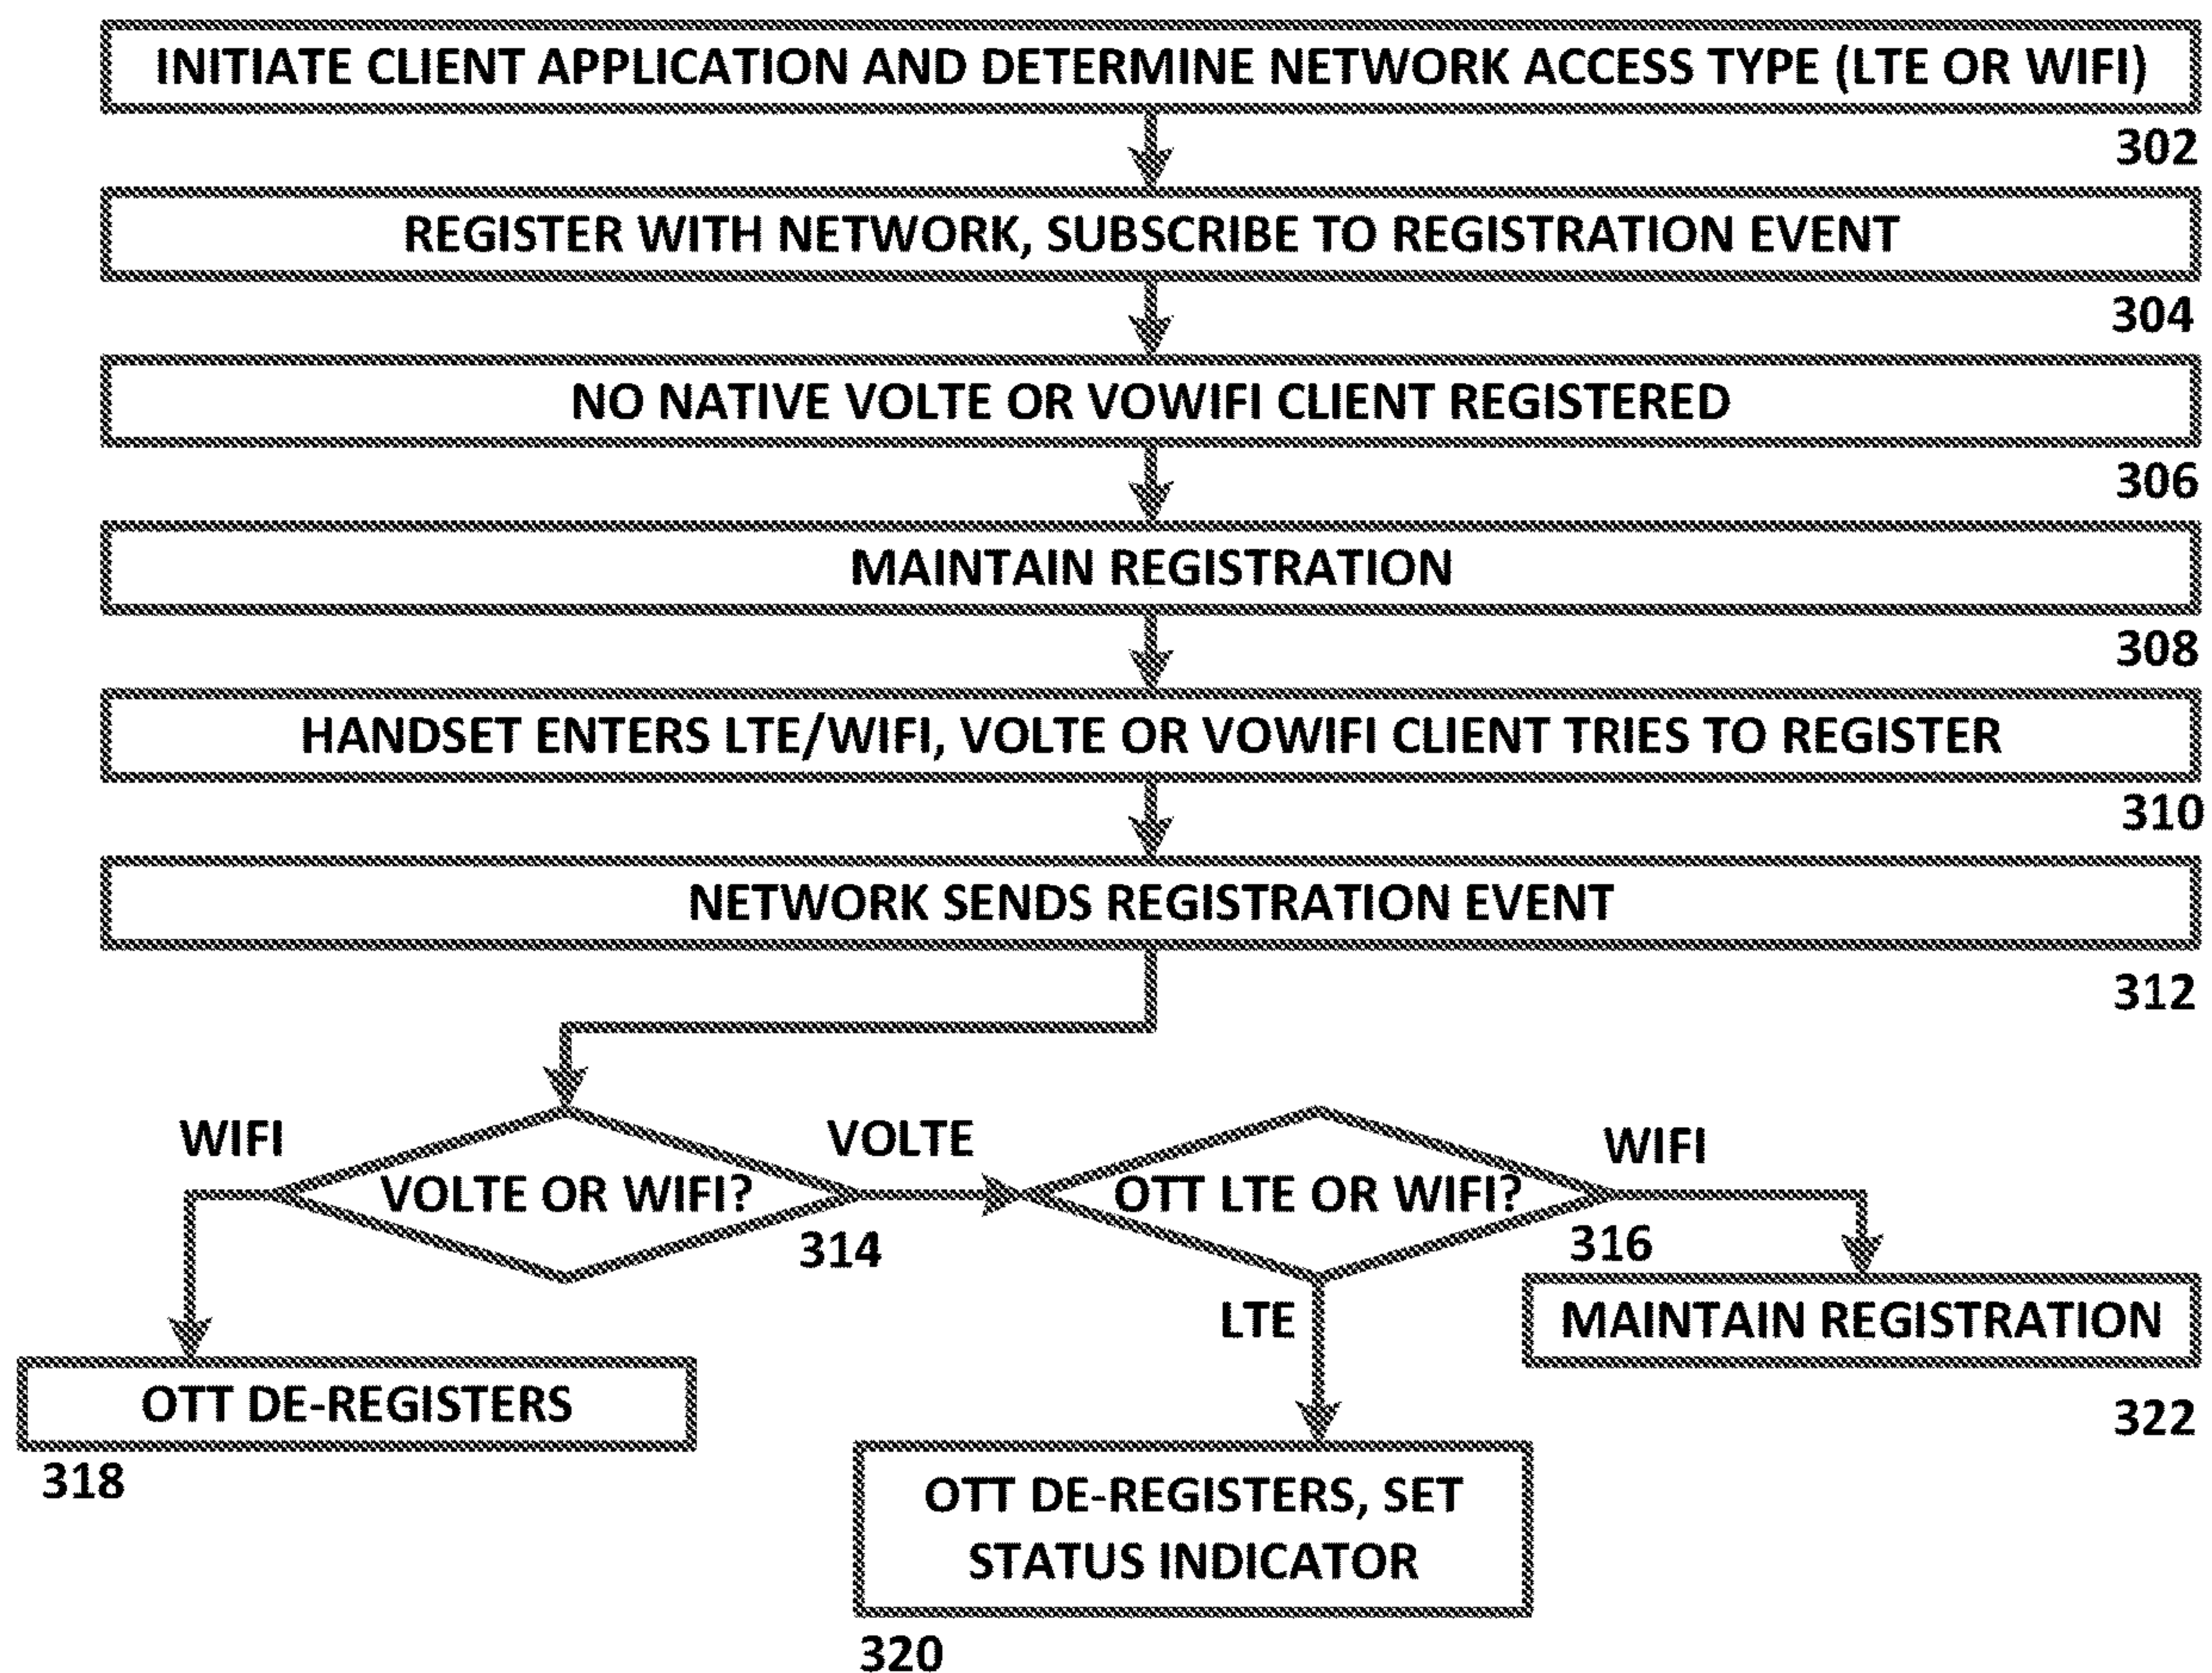 INITIATE CLIENT APPLICATION AND DETERMINE NETWORK ACCESS TYPE (LTE OR WIFI)
302
REGISTER WITH NETWORK, SUBSCRIBE TO REGISTRATION EVENT
304
NO NATIVE VOLTE OR VOWIFI CLIENT REGISTERED
306
MAINTAIN REGISTRATION
308
HANDSET ENTERS LTE/WIFI, VOLTE OR VOWIFI CLIENT TRIES TO REGISTER
310
NETWORK SENDS REGISTRATION EVENT
312
WIFI
VOLTE OR WIFI?
314
VOLTE
OTT LTE OR WIFI?
316
WIFI
LTE
MAINTAIN REGISTRATION
322
OTT DE-REGISTERS
318
OTT DE-REGISTERS, SET
STATUS INDICATOR
320